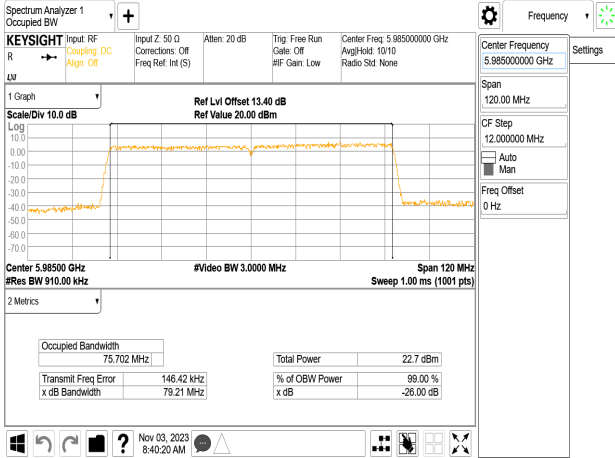 Spectrum Analyzer 1
Occupied BW
Frequency
KEYSIGHT
R
Input: RF
Coupling: DC
Align: Off
Input Z: 50 Ω
Corrections: Off
Freq Ref: Int (S)
Atten: 20 dB
Trig: Free Run
Gate: Off
#IF Gain: Low
Center Freq: 5.985000000 GHz
Avg|Hold: 10/10
Radio Std: None
Center Frequency
5.985000000 GHz
Settings
Span
120.00 MHz
CF Step
12.000000 MHz
Auto
Man
Freq Offset
0 Hz
1 Graph
Scale/Div 10.0 dB
Ref Lvl Offset 13.40 dB
Ref Value 20.00 dBm
Log
10.0
0.00
-10.0
-20.0
-30.0
-40.0
-50.0
-60.0
-70.0
Center 5.98500 GHz
#Video BW 3.0000 MHz
Span 120 MHz
#Res BW 910.00 kHz
Sweep 1.00 ms (1001 pts)
2 Metrics
Occupied Bandwidth
75.702 MHz
Total Power 22.7 dBm
Transmit Freq Error 146.42 kHz
% of OBW Power 99.00 %
x dB Bandwidth 79.21 MHz
x dB -26.00 dB
?
Nov 03, 2023
8:40:20 AM